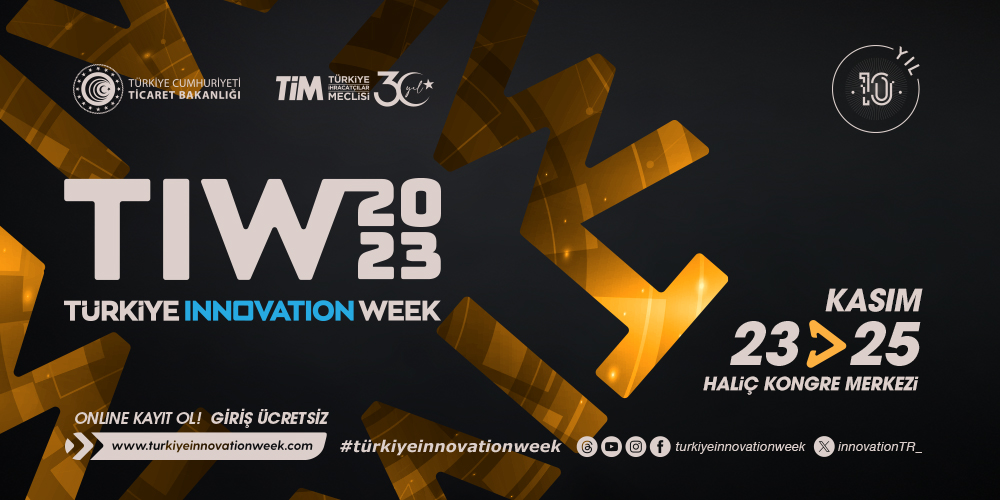 TÜRKİYE CUMHURİYETİ
TİCARET BAKANLIĞI
TİM TÜRKİYE İHRACATÇILAR MECLİSİ 30 yıl
10 YIL
TIW 2023
TÜRKİYE INNOVATION WEEK
KASIM
23 > 25
HALİÇ KONGRE MERKEZİ
ONLINE KAYIT OL! GİRİŞ ÜCRETSİZ
www.turkiyeinnovationweek.com
#türkiyeinnovationweek
turkiyeinnovationweek
innovationTR_